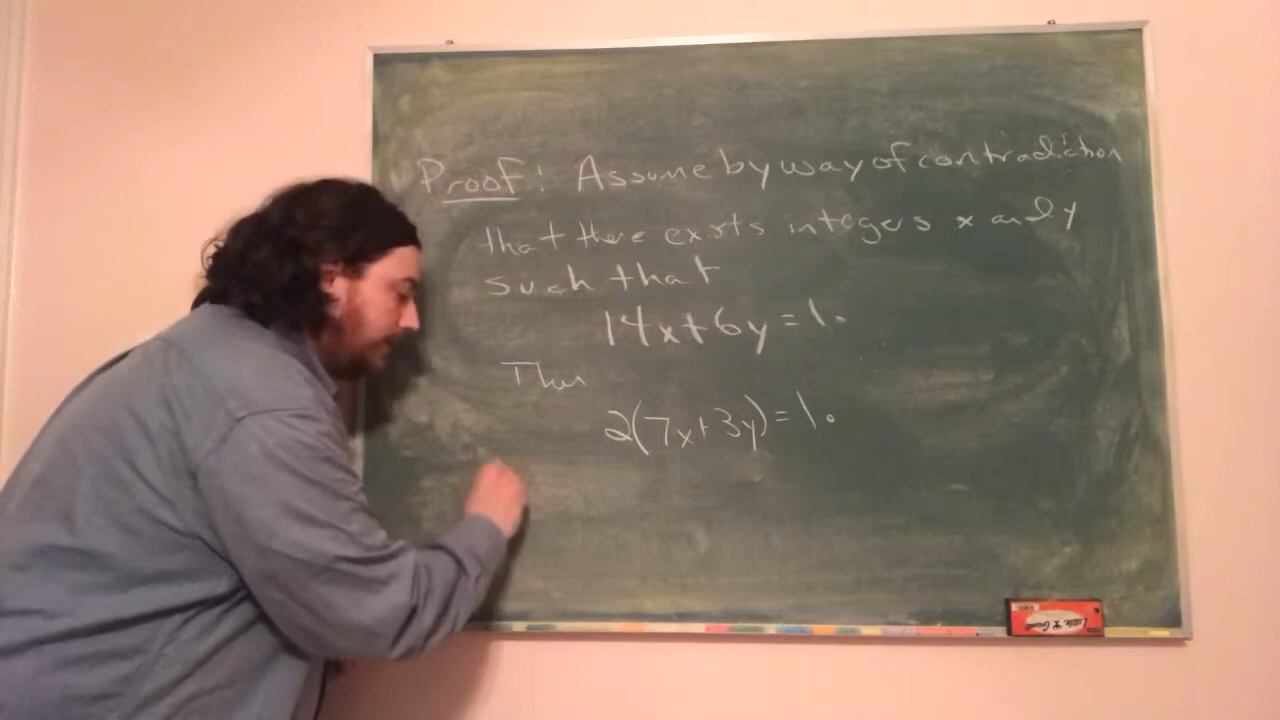 Proof: Assume by way of contradiction
that there exists integers x and y
such that
14x+6y=1.
Then
2(7x+3y)=1.